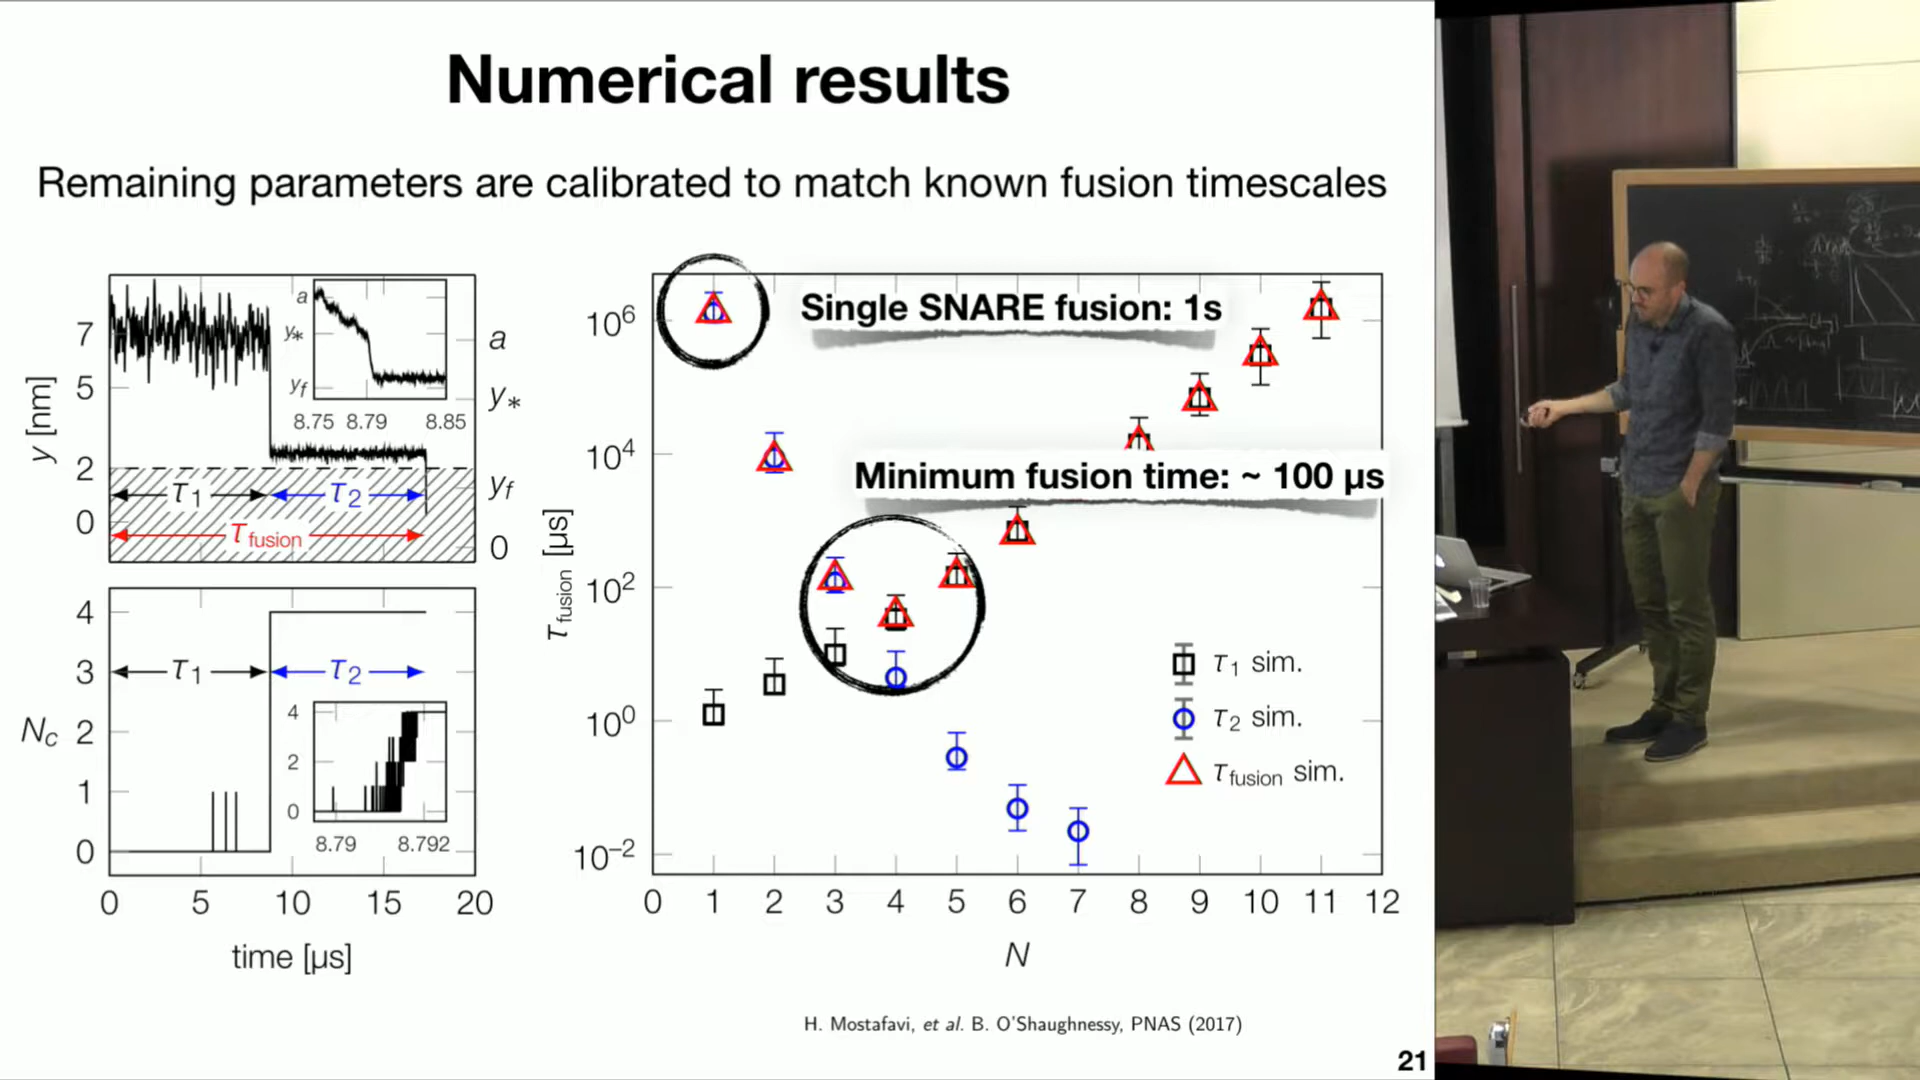 Numerical results
Remaining parameters are calibrated to match known fusion timescales
y [nm]
7
5
2
0
a
y*
yf
0
a
y*
yf
8.75 8.79 8.85
τ1
τ2
τfusion
Nc
4
3
2
1
0
τ1
τ2
4
2
0
8.79 8.792
0 5 10 15 20
time [µs]
τfusion [µs]
10⁶
10⁴
10²
10⁰
10⁻²
Single SNARE fusion: 1s
Minimum fusion time: ~ 100 µs
τ1 sim.
τ2 sim.
τfusion sim.
0 1 2 3 4 5 6 7 8 9 10 11 12
N
H. Mostafavi, et al. B. O'Shaughnessy, PNAS (2017)
21